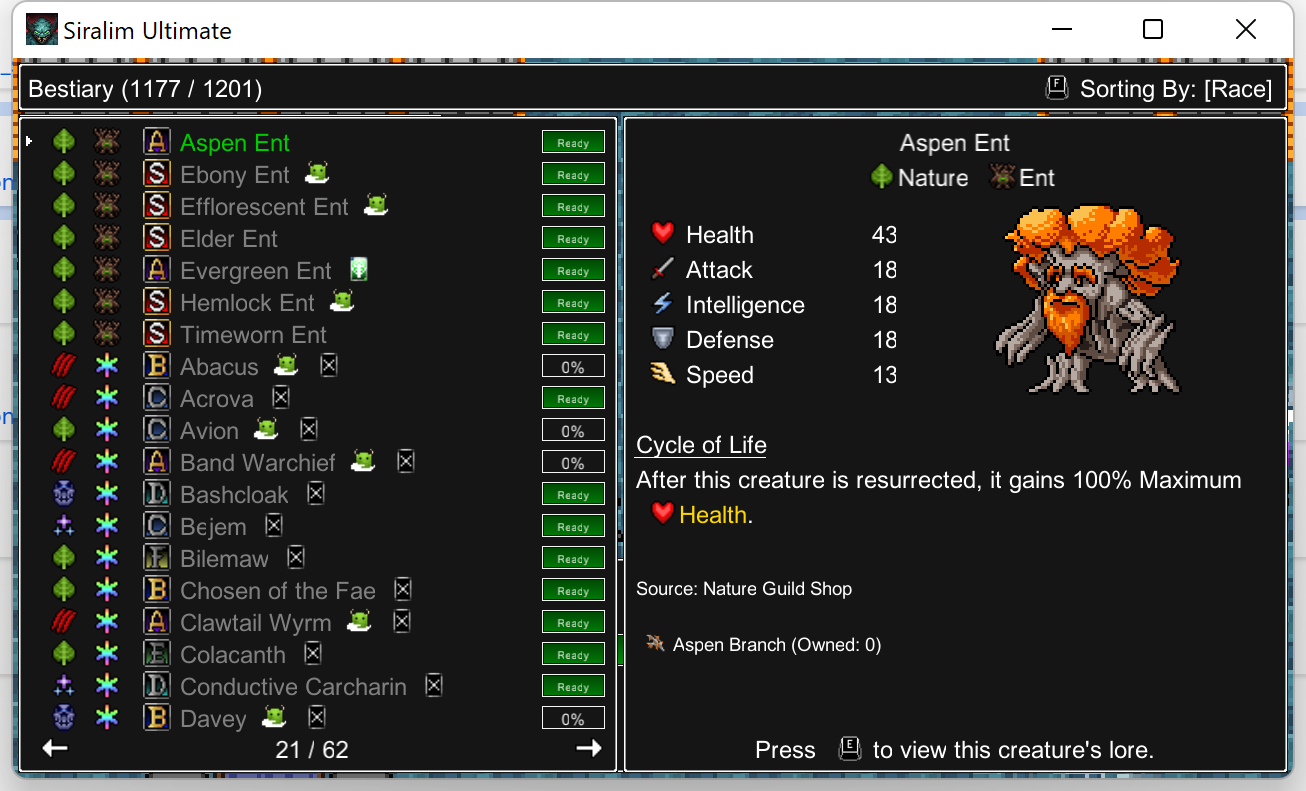 Siralim Ultimate
Bestiary (1177 / 1201)
F Sorting By: [Race]
A Aspen Ent Ready
S Ebony Ent Ready
S Efflorescent Ent Ready
S Elder Ent Ready
A Evergreen Ent Ready
S Hemlock Ent Ready
S Timeworn Ent Ready
B Abacus 0%
C Acrova Ready
C Avion 0%
A Band Warchief 0%
D Bashcloak Ready
C Bejem Ready
F Bilemaw Ready
B Chosen of the Fae Ready
A Clawtail Wyrm Ready
E Colacanth Ready
D Conductive Carcharin Ready
B Davey 0%
21 / 62
Aspen Ent
Nature Ent
Health 43
Attack 18
Intelligence 18
Defense 18
Speed 13
Cycle of Life
After this creature is resurrected, it gains 100% Maximum
Health.
Source: Nature Guild Shop
Aspen Branch (Owned: 0)
Press E to view this creature's lore.